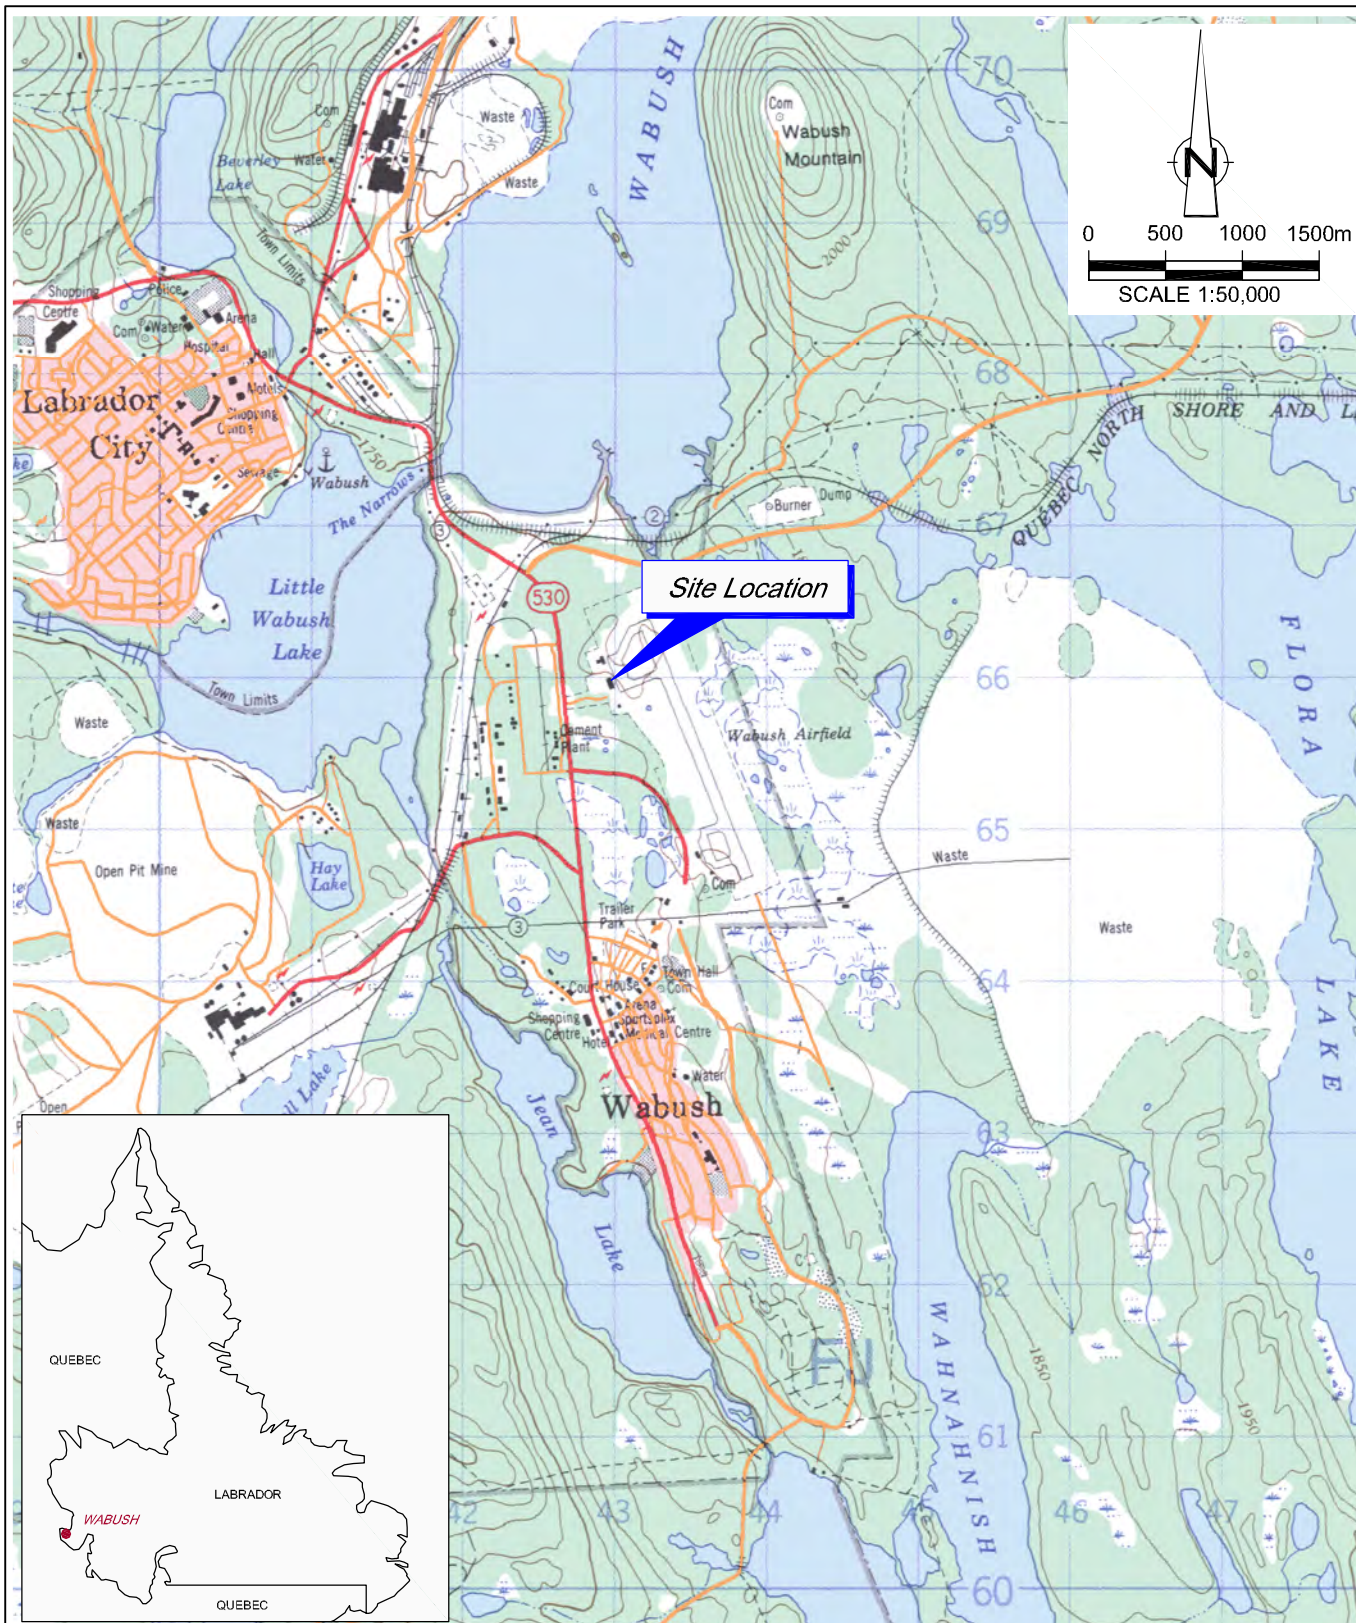 WABUSH
70
Com
Wabush
Mountain
N
0 500 1000 1500m
SCALE 1:50,000
Com
Waste
Beverley
Lake
Water
Waste
69
2000
Town Limits
Shopping
Centre
Police
Arena
Com
Water
Hospital
Hall
68
Motels
Labrador
City
Shopping
Centre
1750
Sewage
Wabush
The Narrows
QUÉBEC NORTH SHORE AND L
Dump
Burner
2
3
67
Little
Wabush
Lake
530
Site Location
FLORA
LAKE
66
Town Limits
Waste
Cement
Plant
Wabush Airfield
Waste
65
Open Pit Mine
Hay
Lake
Waste
Com
Trailer
Park
3
Waste
64
Town Hall
Court House
Com
Arena
Shopping
Centre
Sportsplex
Medical Centre
Hotel
Water
Jean
Lake
Wabush
Open
ll Lake
63
62
WAHNAHNISH
1850
1950
FJ
61
42 43 44 45 46 47
60
QUEBEC
LABRADOR
WABUSH
QUEBEC